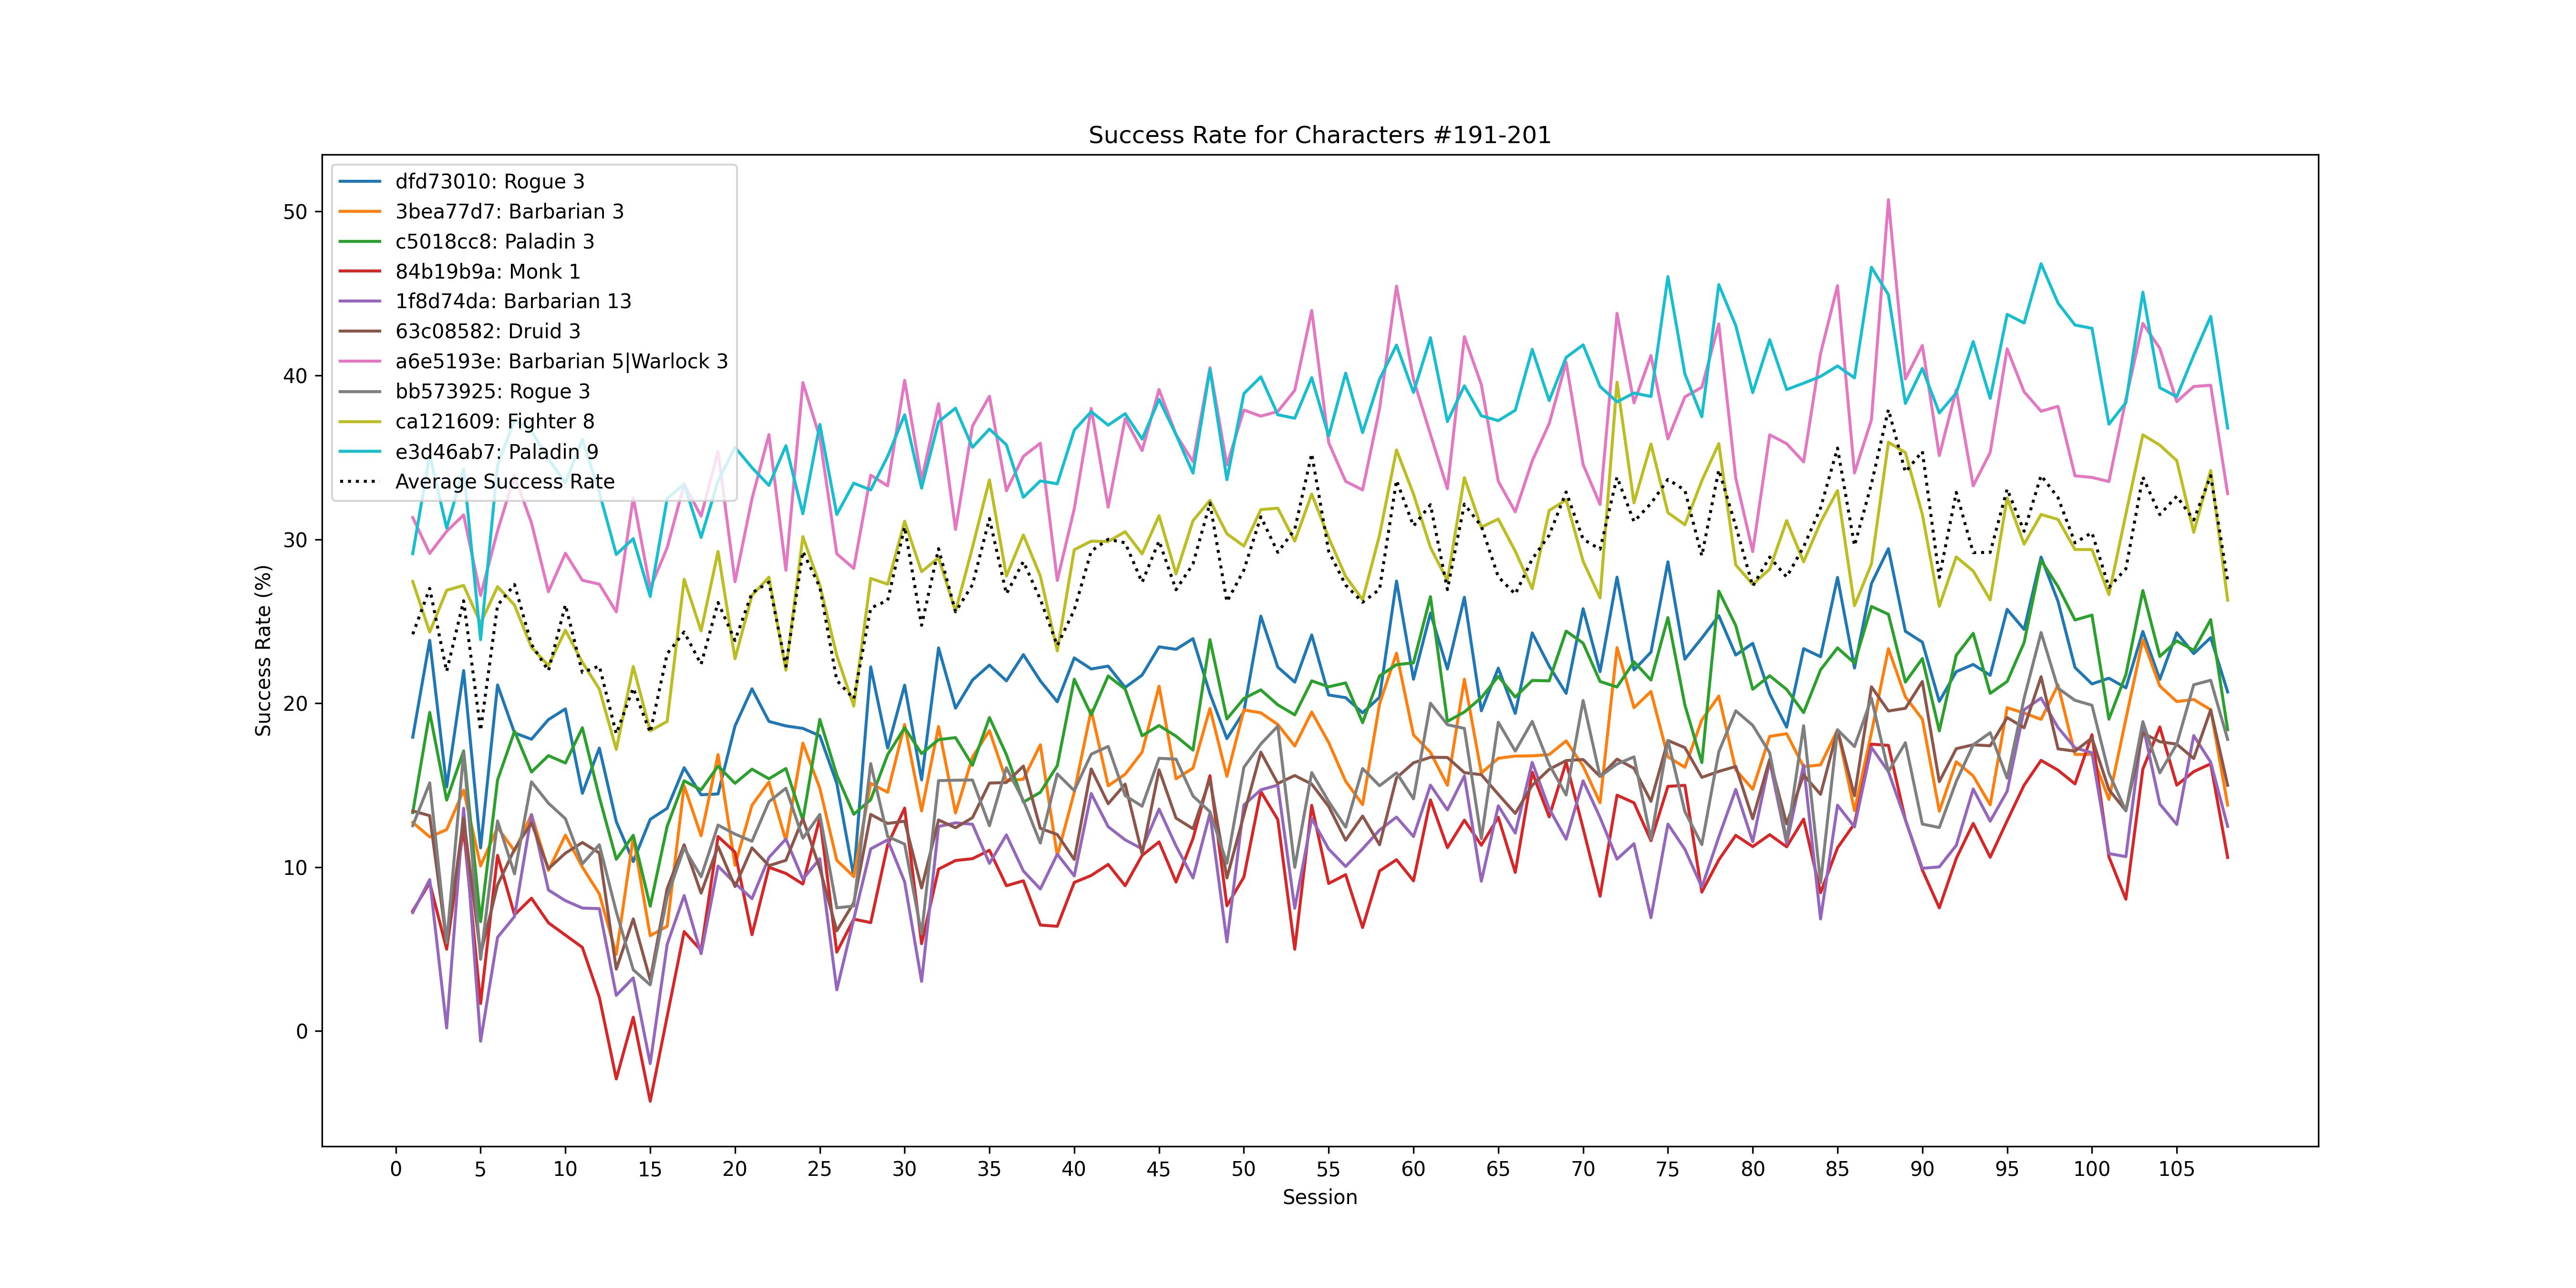 Success Rate for Characters #191-201
dfd73010: Rogue 3
3bea77d7: Barbarian 3
c5018cc8: Paladin 3
84b19b9a: Monk 1
1f8d74da: Barbarian 13
63c08582: Druid 3
a6e5193e: Barbarian 5|Warlock 3
bb573925: Rogue 3
ca121609: Fighter 8
e3d46ab7: Paladin 9
Average Success Rate
Success Rate (%)
50
40
30
20
10
0
0 5 10 15 20 25 30 35 40 45 50 55 60 65 70 75 80 85 90 95 100 105
Session